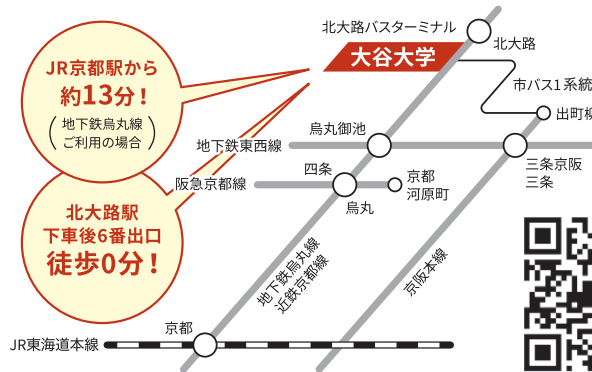 北大路バスターミナル
北大路
大谷大学
JR京都駅から
約13分！
（地下鉄烏丸線
ご利用の場合）
市バス1系統
出町柳
烏丸御池
地下鉄東西線
三条京阪
三条
四条
阪急京都線
京都
河原町
烏丸
北大路駅
下車後6番出口
徒歩0分！
地下鉄烏丸線
近鉄京都線
京阪本線
京都
JR東海道本線